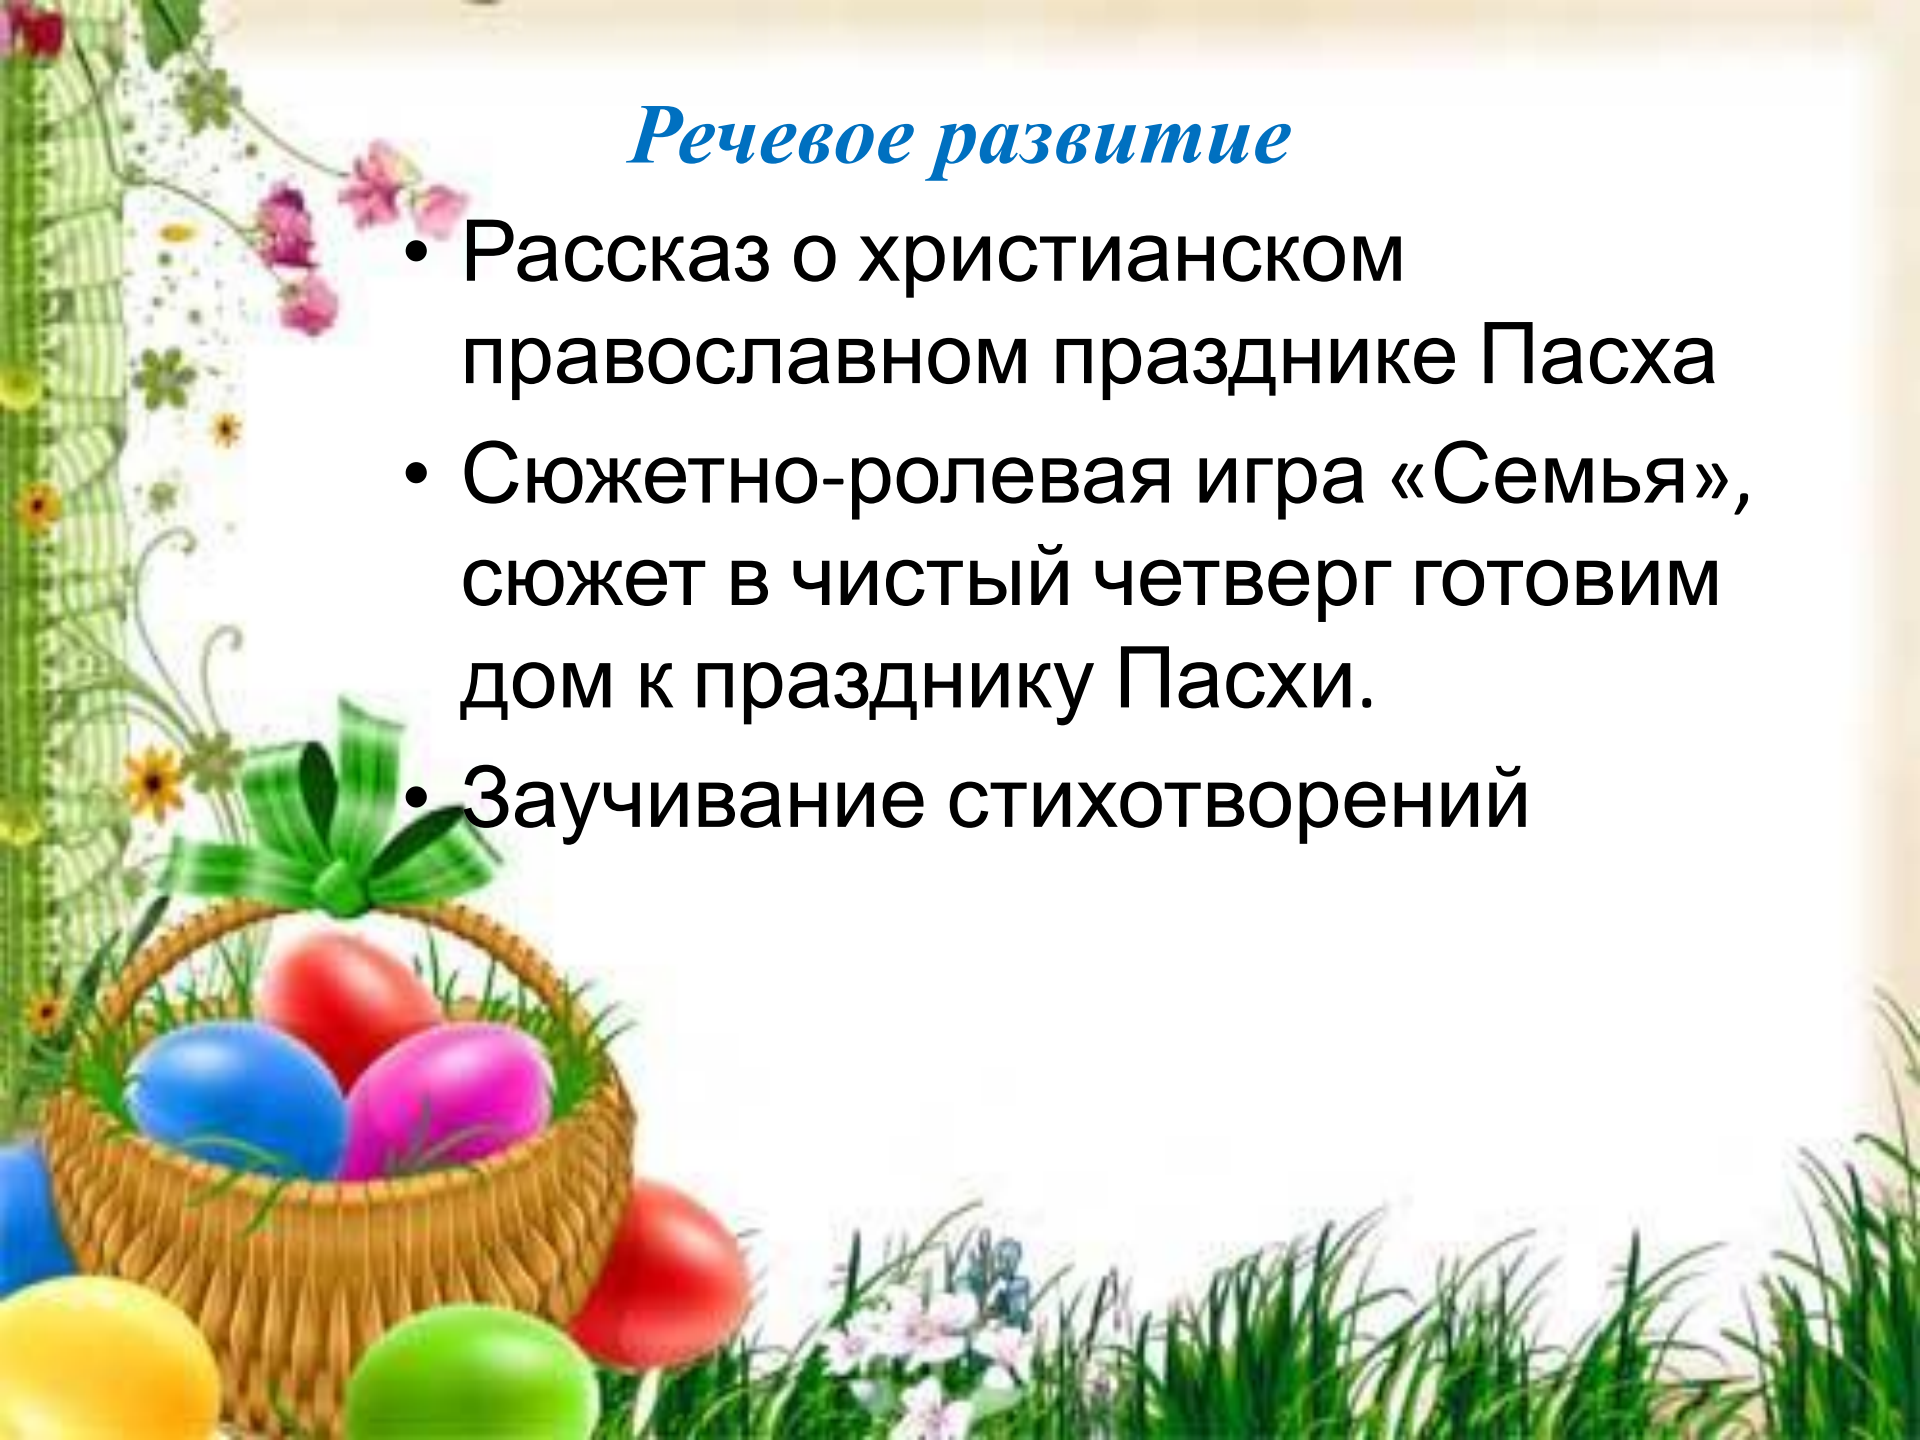 Речевое развитие
• Рассказ о христианском
православном празднике Пасха
• Сюжетно-ролевая игра «Семья»,
сюжет в чистый четверг готовим
дом к празднику Пасхи.
• Заучивание стихотворений